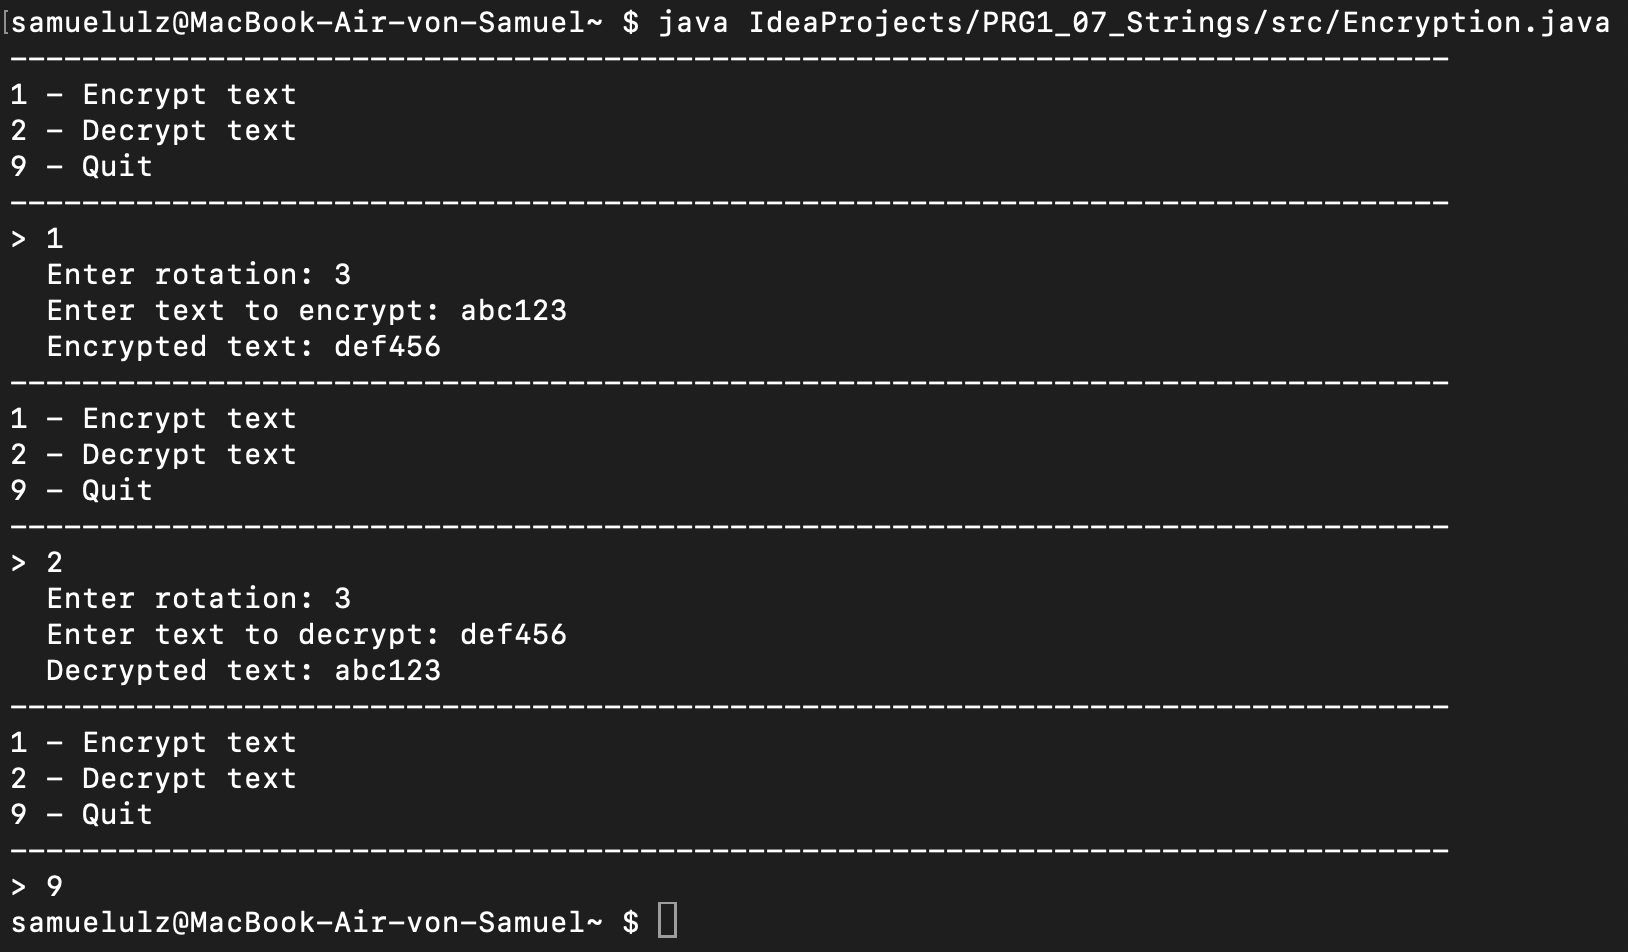 [samuelulz@MacBook-Air-von-Samuel~ $ java IdeaProjects/PRG1_07_Strings/src/Encryption.java
--------------------------------------------------------------------------------
1 - Encrypt text
2 - Decrypt text
9 - Quit
--------------------------------------------------------------------------------
> 1
  Enter rotation: 3
  Enter text to encrypt: abc123
  Encrypted text: def456
--------------------------------------------------------------------------------
1 - Encrypt text
2 - Decrypt text
9 - Quit
--------------------------------------------------------------------------------
> 2
  Enter rotation: 3
  Enter text to decrypt: def456
  Decrypted text: abc123
--------------------------------------------------------------------------------
1 - Encrypt text
2 - Decrypt text
9 - Quit
--------------------------------------------------------------------------------
> 9
samuelulz@MacBook-Air-von-Samuel~ $